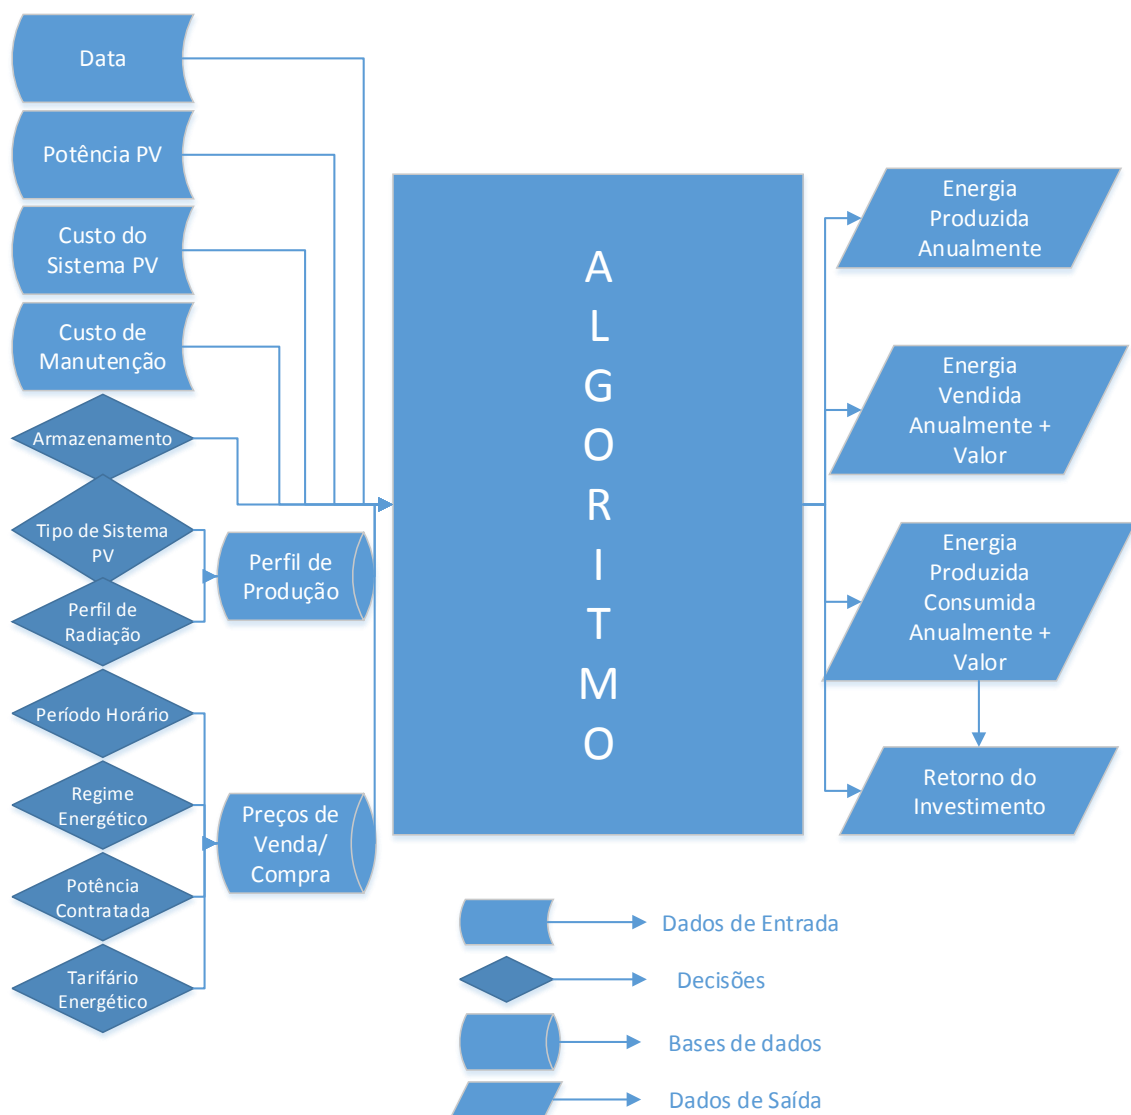 Data
Potência PV
Custo do
Sistema PV
Custo de
Manutenção
Armazenamento
Tipo de Sistema
PV
Perfil de
Radiação
Perfil de
Produção
Período Horário
Regime
Energético
Potência
Contratada
Tarifário
Energético
Preços de
Venda/
Compra
A
L
G
O
R
I
T
M
O
Energia
Produzida
Anualmente
Energia
Vendida
Anualmente +
Valor
Energia
Produzida
Consumida
Anualmente +
Valor
Retorno do
Investimento
Dados de Entrada
Decisões
Bases de dados
Dados de Saída